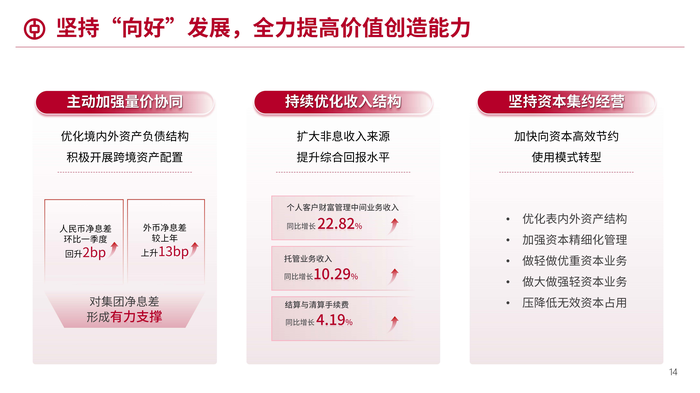 坚持“向好”发展，全力提高价值创造能力
主动加强量价协同
优化境内外资产负债结构
积极开展跨境资产配置
人民币净息差
环比一季度
回升2bp
外币净息差
较上年
上升13bp
对集团净息差
形成有力支撑
持续优化收入结构
扩大非息收入来源
提升综合回报水平
个人客户财富管理中间业务收入
同比增长22.82%
托管业务收入
同比增长10.29%
结算与清算手续费
同比增长4.19%
坚持资本集约经营
加快向资本高效节约
使用模式转型
• 优化表内外资产结构
• 加强资本精细化管理
• 做轻做优重资本业务
• 做大做强轻资本业务
• 压降低无效资本占用
14